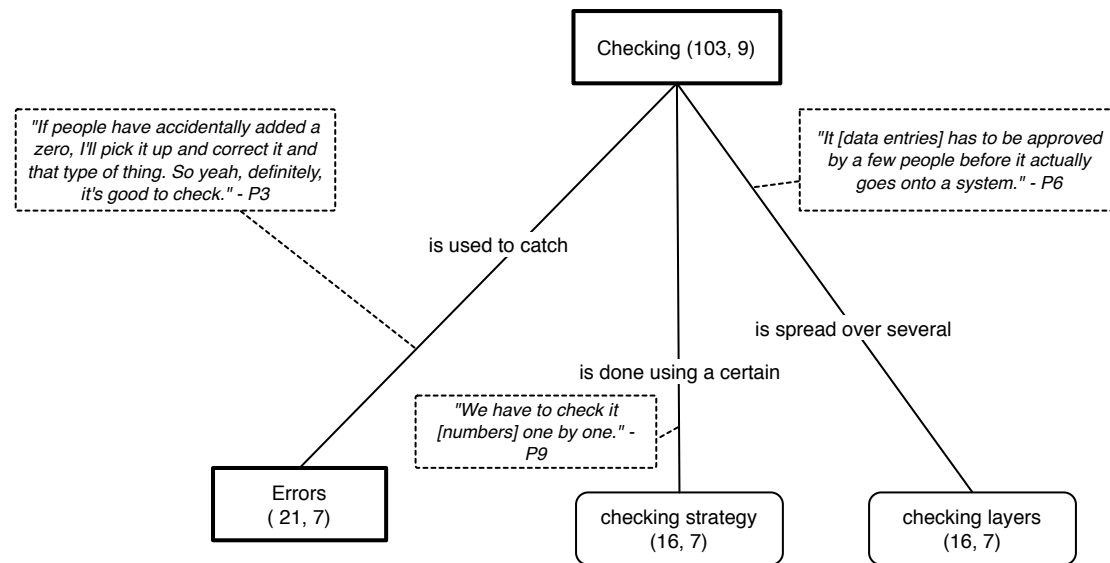 Checking (103, 9)
"If people have accidentally added a
zero, I'll pick it up and correct it and
that type of thing. So yeah, definitely,
it's good to check." - P3
"It [data entries] has to be approved
by a few people before it actually
goes onto a system." - P6
is used to catch
is spread over several
is done using a certain
"We have to check it
[numbers] one by one." -
P9
Errors
( 21, 7)
checking strategy
(16, 7)
checking layers
(16, 7)